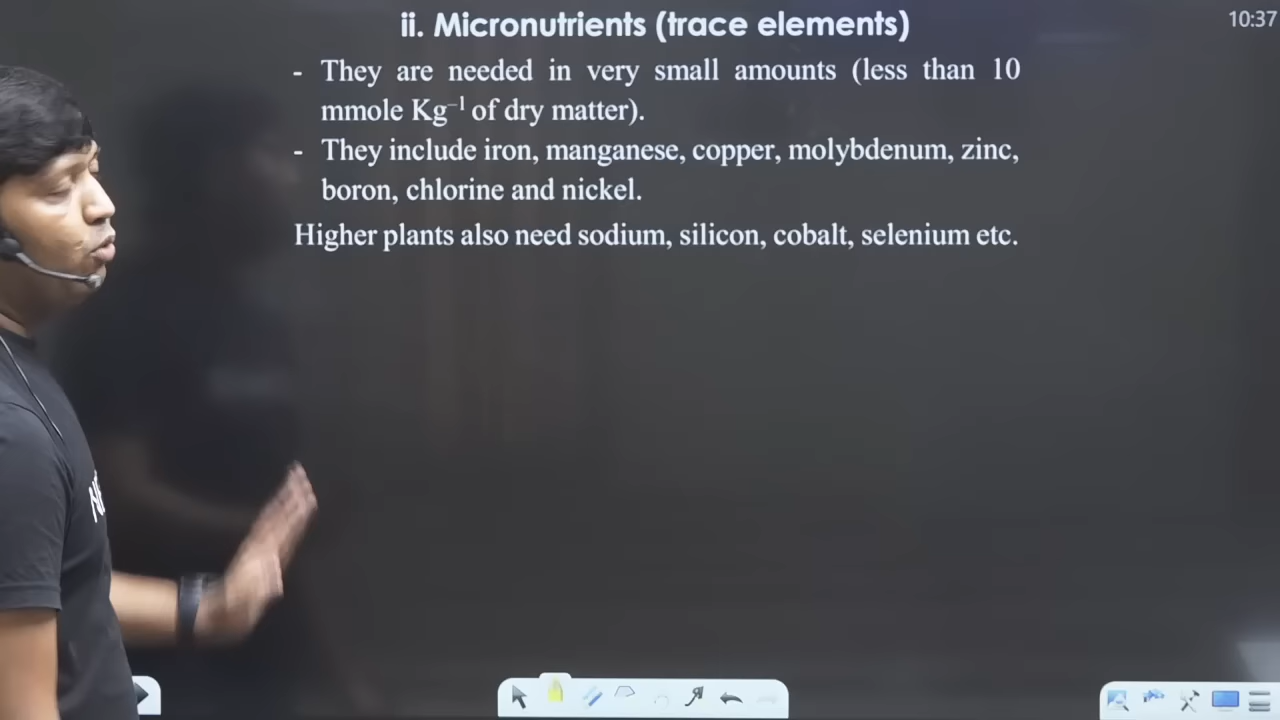 ii. Micronutrients (trace elements)
10:37
- They are needed in very small amounts (less than 10
mmole Kg⁻¹ of dry matter).
- They include iron, manganese, copper, molybdenum, zinc,
boron, chlorine and nickel.
Higher plants also need sodium, silicon, cobalt, selenium etc.